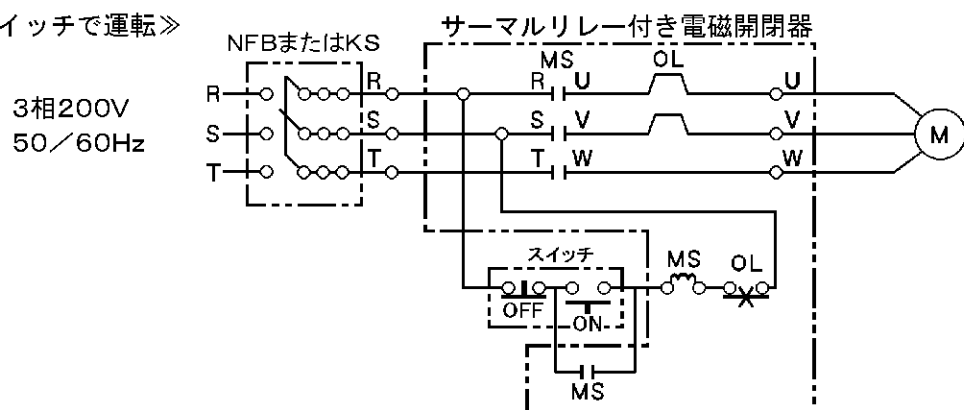 イッチで運転≫
サーマルリレー付き電磁開閉器
NFBまたはKS
MS OL
R R R U U
3相200V
S S S V V M
50／60Hz
T T T W W
スイッチ MS OL
OFF ON
MS